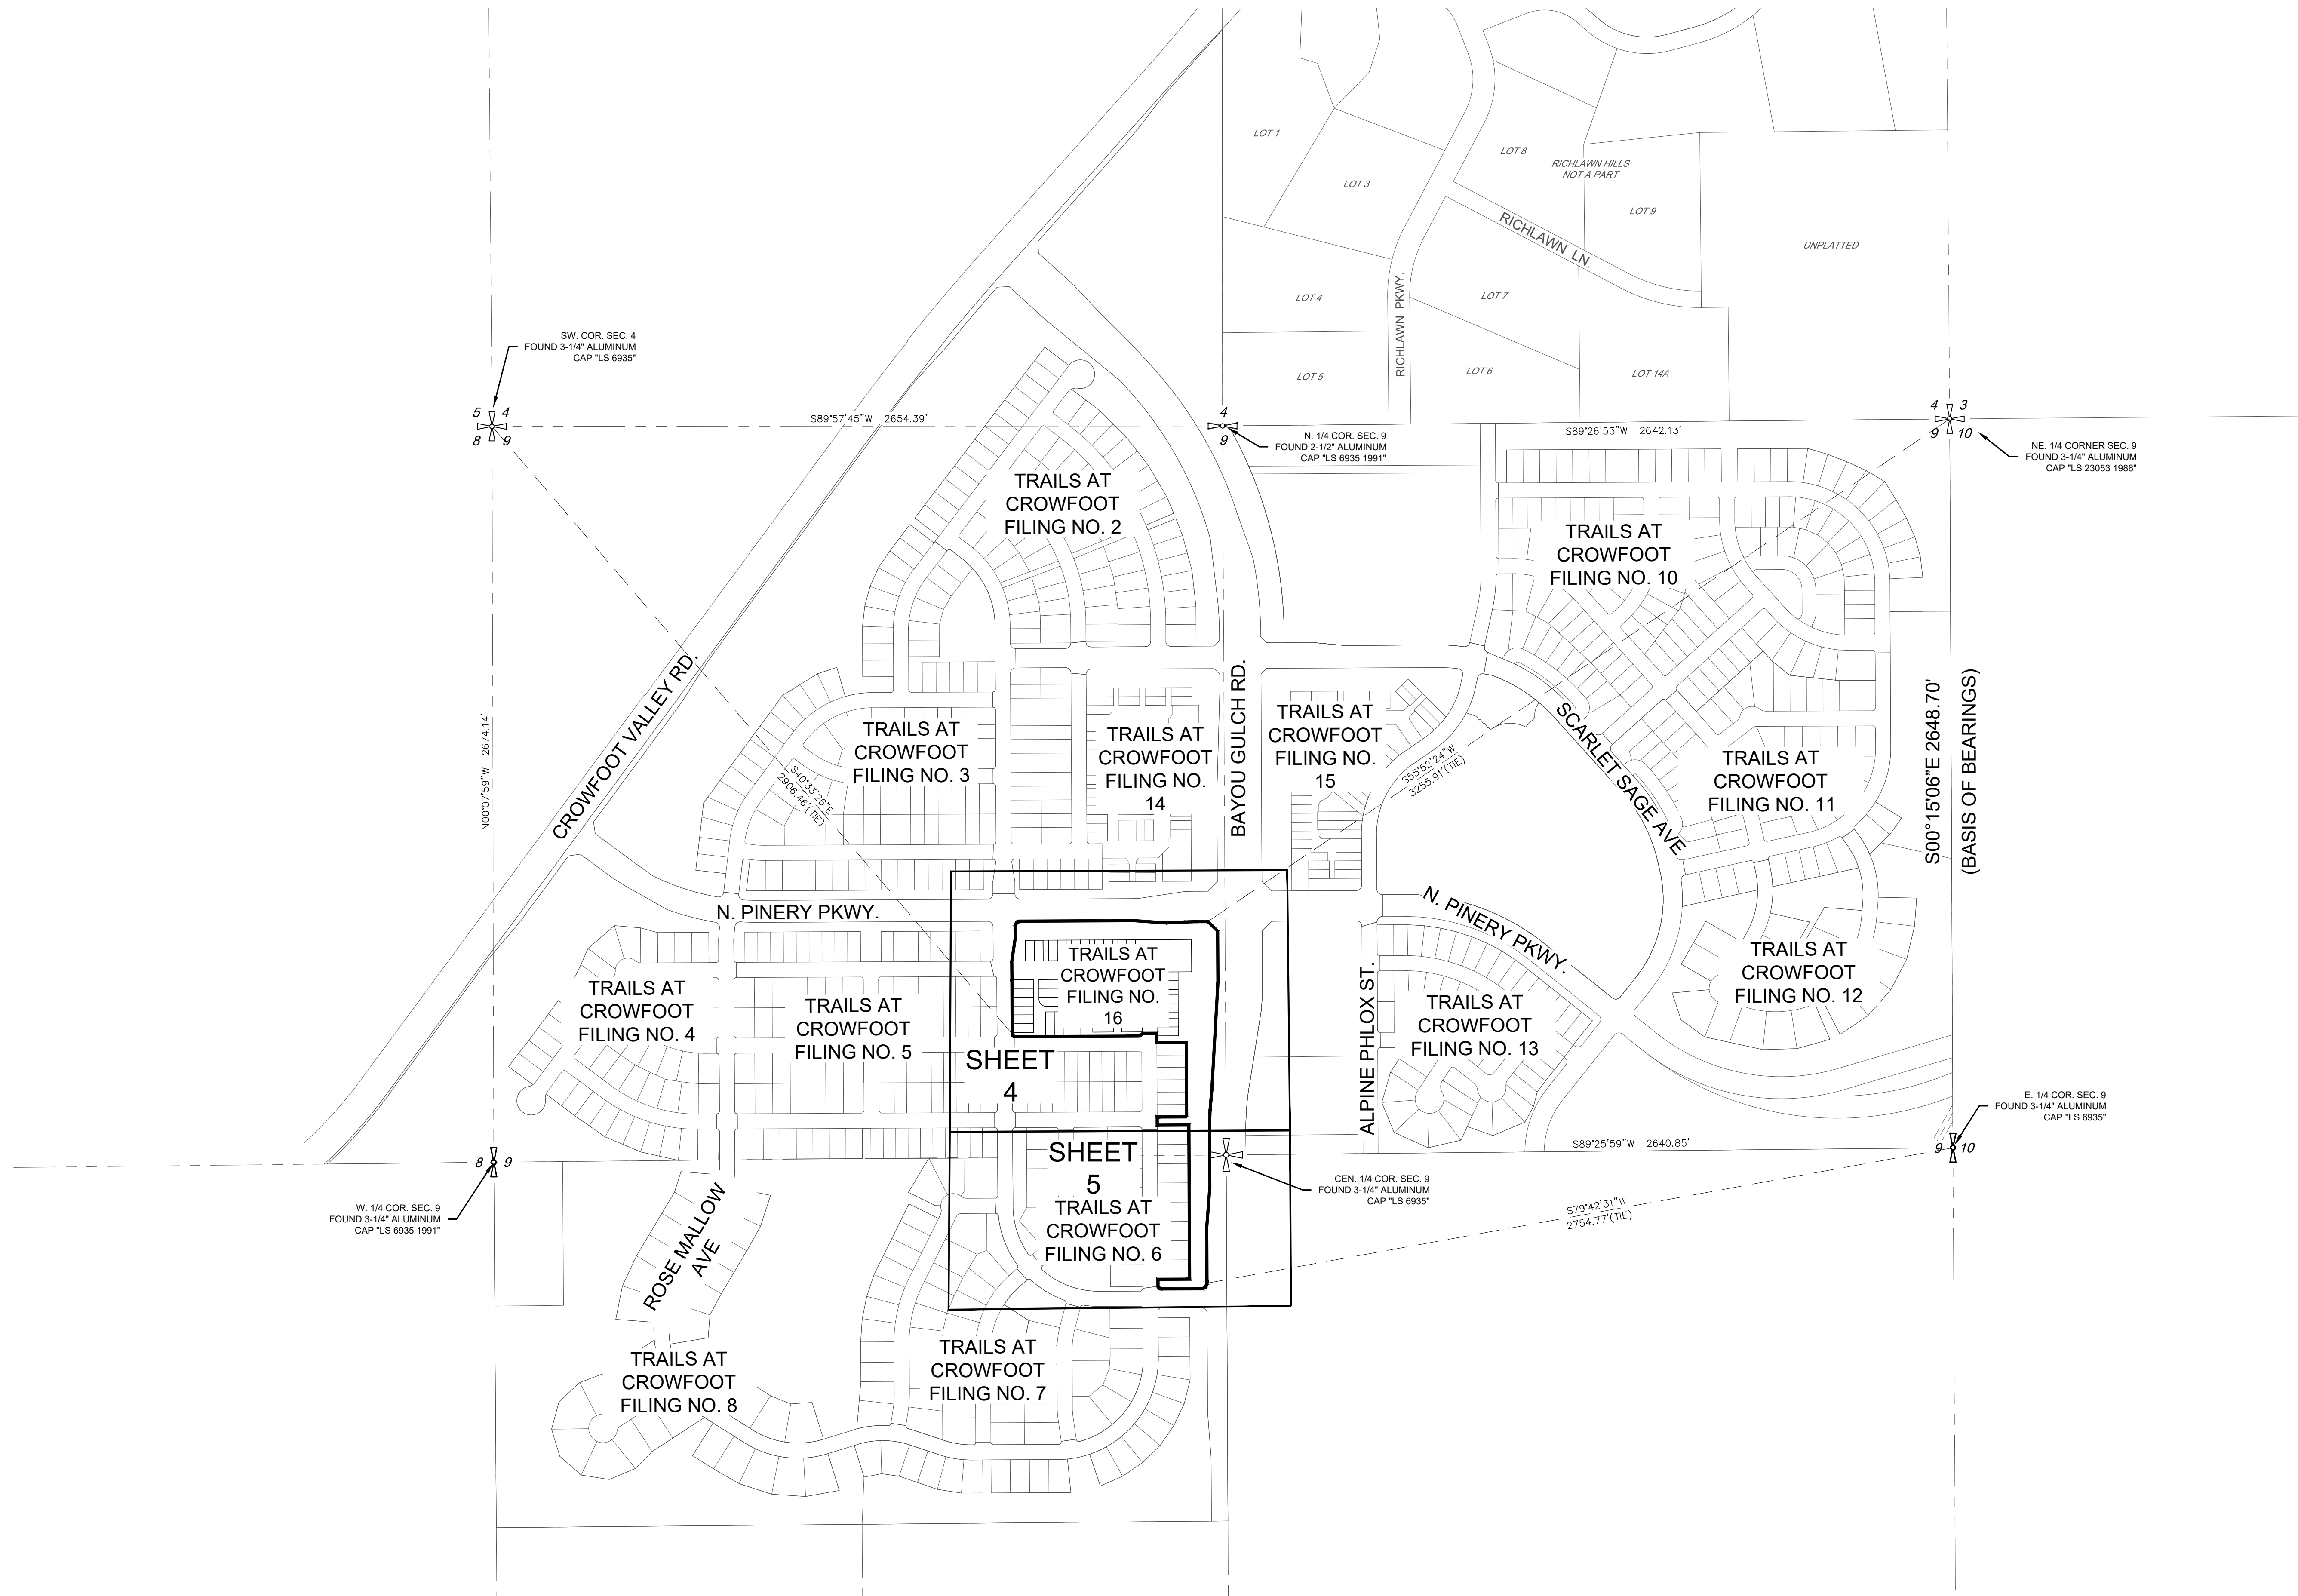 LOT 1
LOT 3
LOT 8
RICHLAWN HILLS
NOT A PART
LOT 9
RICHLAWN LN.
UNPLATTED
LOT 4
LOT 7
RICHLAWN PKWY.
LOT 5
LOT 6
LOT 14A
SW. COR. SEC. 4
FOUND 3-1/4" ALUMINUM
CAP "LS 6935"
5 4
8 9
S89°57'45"W 2654.39'
4
9
N. 1/4 COR. SEC. 9
FOUND 2-1/2" ALUMINUM
CAP "LS 6935 1991"
S89°26'53"W 2642.13'
4 3
9 10
NE. 1/4 CORNER SEC. 9
FOUND 3-1/4" ALUMINUM
CAP "LS 23053 1988"
TRAILS AT
CROWFOOT
FILING NO. 2
TRAILS AT
CROWFOOT
FILING NO. 10
CROWFOOT VALLEY RD.
N00°07'59"W 2674.14'
TRAILS AT
CROWFOOT
FILING NO. 3
S40°33'26"E
2906.46'(TIE)
TRAILS AT
CROWFOOT
FILING NO.
14
BAYOU GULCH RD.
TRAILS AT
CROWFOOT
FILING NO.
15
S55°52'24"W
3255.91'(TIE)
SCARLET SAGE AVE
TRAILS AT
CROWFOOT
FILING NO. 11
S00°15'06"E 2648.70'
(BASIS OF BEARINGS)
N. PINERY PKWY.
N. PINERY PKWY.
TRAILS AT
CROWFOOT
FILING NO. 4
TRAILS AT
CROWFOOT
FILING NO. 5
TRAILS AT
CROWFOOT
FILING NO.
16
ALPINE PHLOX ST.
TRAILS AT
CROWFOOT
FILING NO. 13
TRAILS AT
CROWFOOT
FILING NO. 12
SHEET
4
E. 1/4 COR. SEC. 9
FOUND 3-1/4" ALUMINUM
CAP "LS 6935"
9 10
S89°25'59"W 2640.85'
8 9
W. 1/4 COR. SEC. 9
FOUND 3-1/4" ALUMINUM
CAP "LS 6935 1991"
SHEET
5
TRAILS AT
CROWFOOT
FILING NO. 6
CEN. 1/4 COR. SEC. 9
FOUND 3-1/4" ALUMINUM
CAP "LS 6935"
S79°42'31"W
2754.77'(TIE)
ROSE MALLOW
AVE
TRAILS AT
CROWFOOT
FILING NO. 8
TRAILS AT
CROWFOOT
FILING NO. 7